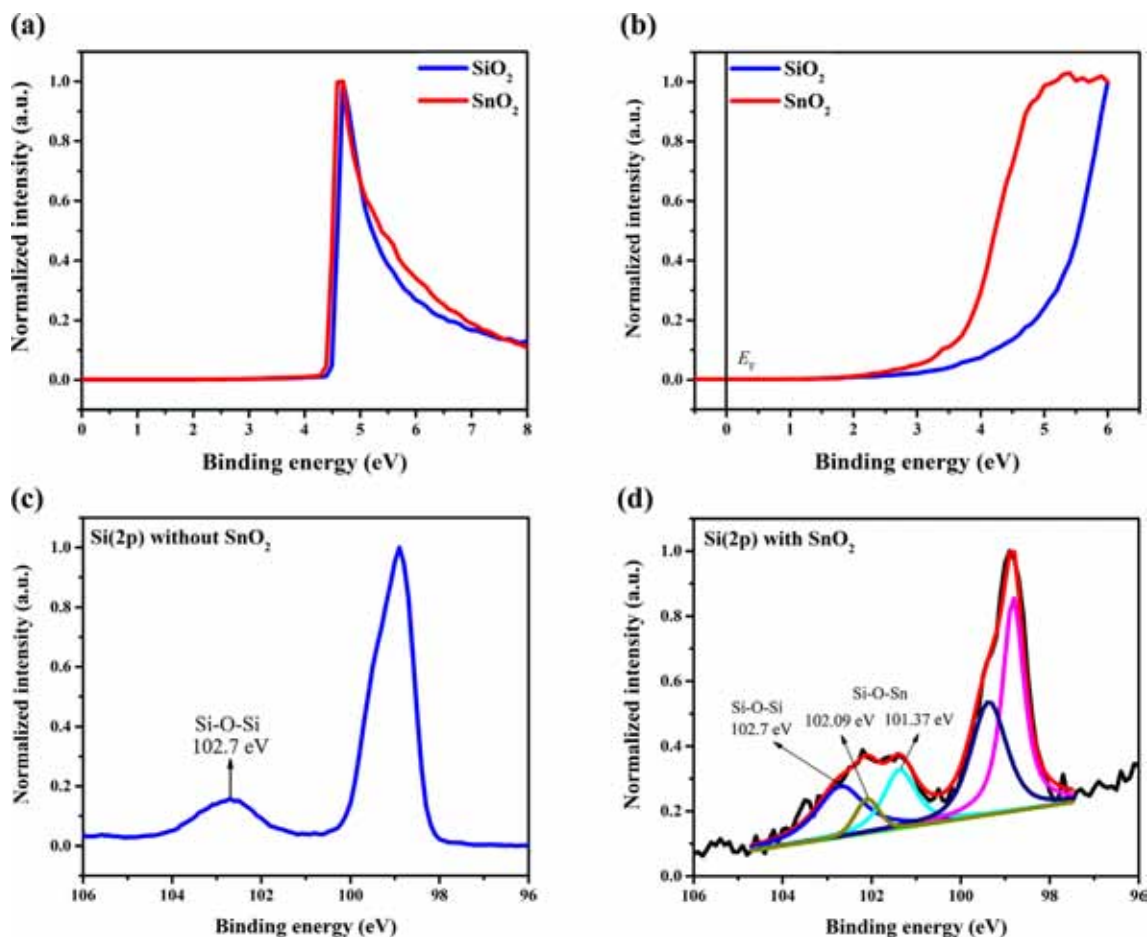 (a)
SiO₂
SnO₂
Normalized intensity (a.u.)
1.0
0.8
0.6
0.4
0.2
0.0
0 1 2 3 4 5 6 7 8
Binding energy (eV)
(b)
SiO₂
SnO₂
Normalized intensity (a.u.)
1.0
0.8
0.6
0.4
0.2
0.0
0 1 2 3 4 5 6
Binding energy (eV)
(c)
Si(2p) without SnO₂
Normalized intensity (a.u.)
1.0
0.8
0.6
0.4
0.2
0.0
Si-O-Si
102.7 eV
106 104 102 100 98 96
Binding energy (eV)
(d)
Si(2p) with SnO₂
Normalized intensity (a.u.)
1.0
0.8
0.6
0.4
0.2
0.0
Si-O-Si
102.7 eV
Si-O-Sn
102.09 eV 101.37 eV
106 104 102 100 98 96
Binding energy (eV)